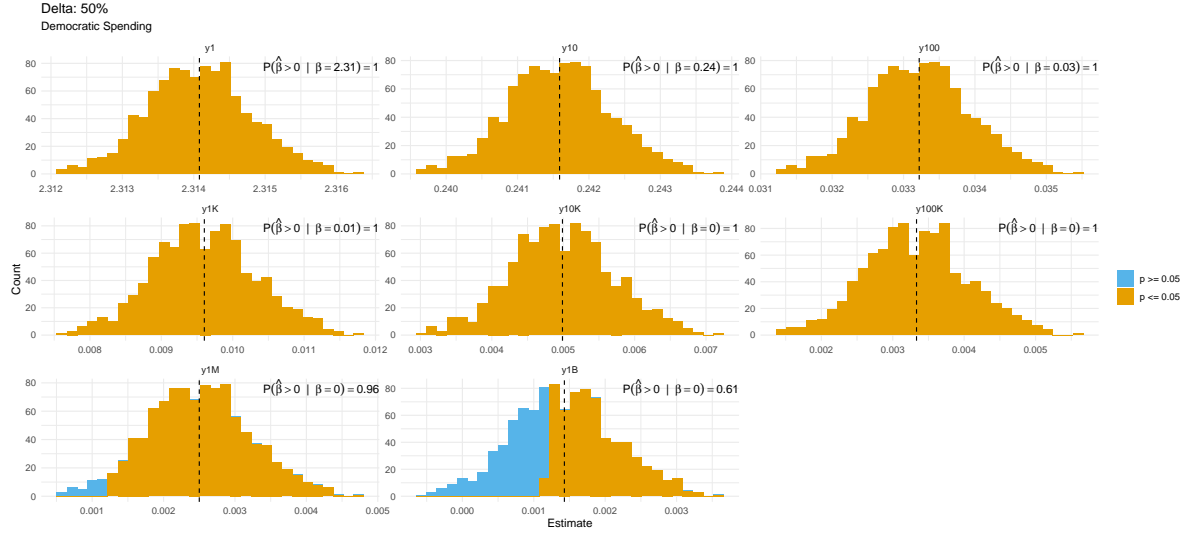 Delta: 50%
Democratic Spending
y1
P(β̂ > 0 | β = 2.31) = 1
80
60
40
20
0
2.312 2.313 2.314 2.315 2.316
y10
P(β̂ > 0 | β = 0.24) = 1
80
60
40
20
0
0.240 0.241 0.242 0.243 0.244
y100
P(β̂ > 0 | β = 0.03) = 1
80
60
40
20
0
0.031 0.032 0.033 0.034 0.035
y1K
P(β̂ > 0 | β = 0.01) = 1
80
60
40
20
0
0.008 0.009 0.010 0.011 0.012
y10K
P(β̂ > 0 | β = 0) = 1
80
60
40
20
0
0.003 0.004 0.005 0.006 0.007
y100K
P(β̂ > 0 | β = 0) = 1
80
60
40
20
0
0.002 0.003 0.004 0.005
y1M
P(β̂ > 0 | β = 0) = 0.96
80
60
40
20
0
0.001 0.002 0.003 0.004 0.005
y1B
P(β̂ > 0 | β = 0) = 0.61
80
60
40
20
0
0.000 0.001 0.002 0.003
Count
Estimate
p >= 0.05
p <= 0.05